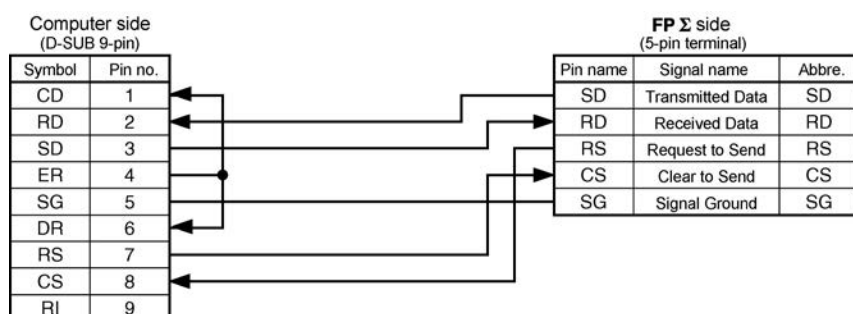 Computer side
(D-SUB 9-pin)
Symbol Pin no.
CD 1
RD 2
SD 3
ER 4
SG 5
DR 6
RS 7
CS 8
RI 9
FP Σ side
(5-pin terminal)
Pin name Signal name Abbre.
SD Transmitted Data SD
RD Received Data RD
RS Request to Send RS
CS Clear to Send CS
SG Signal Ground SG